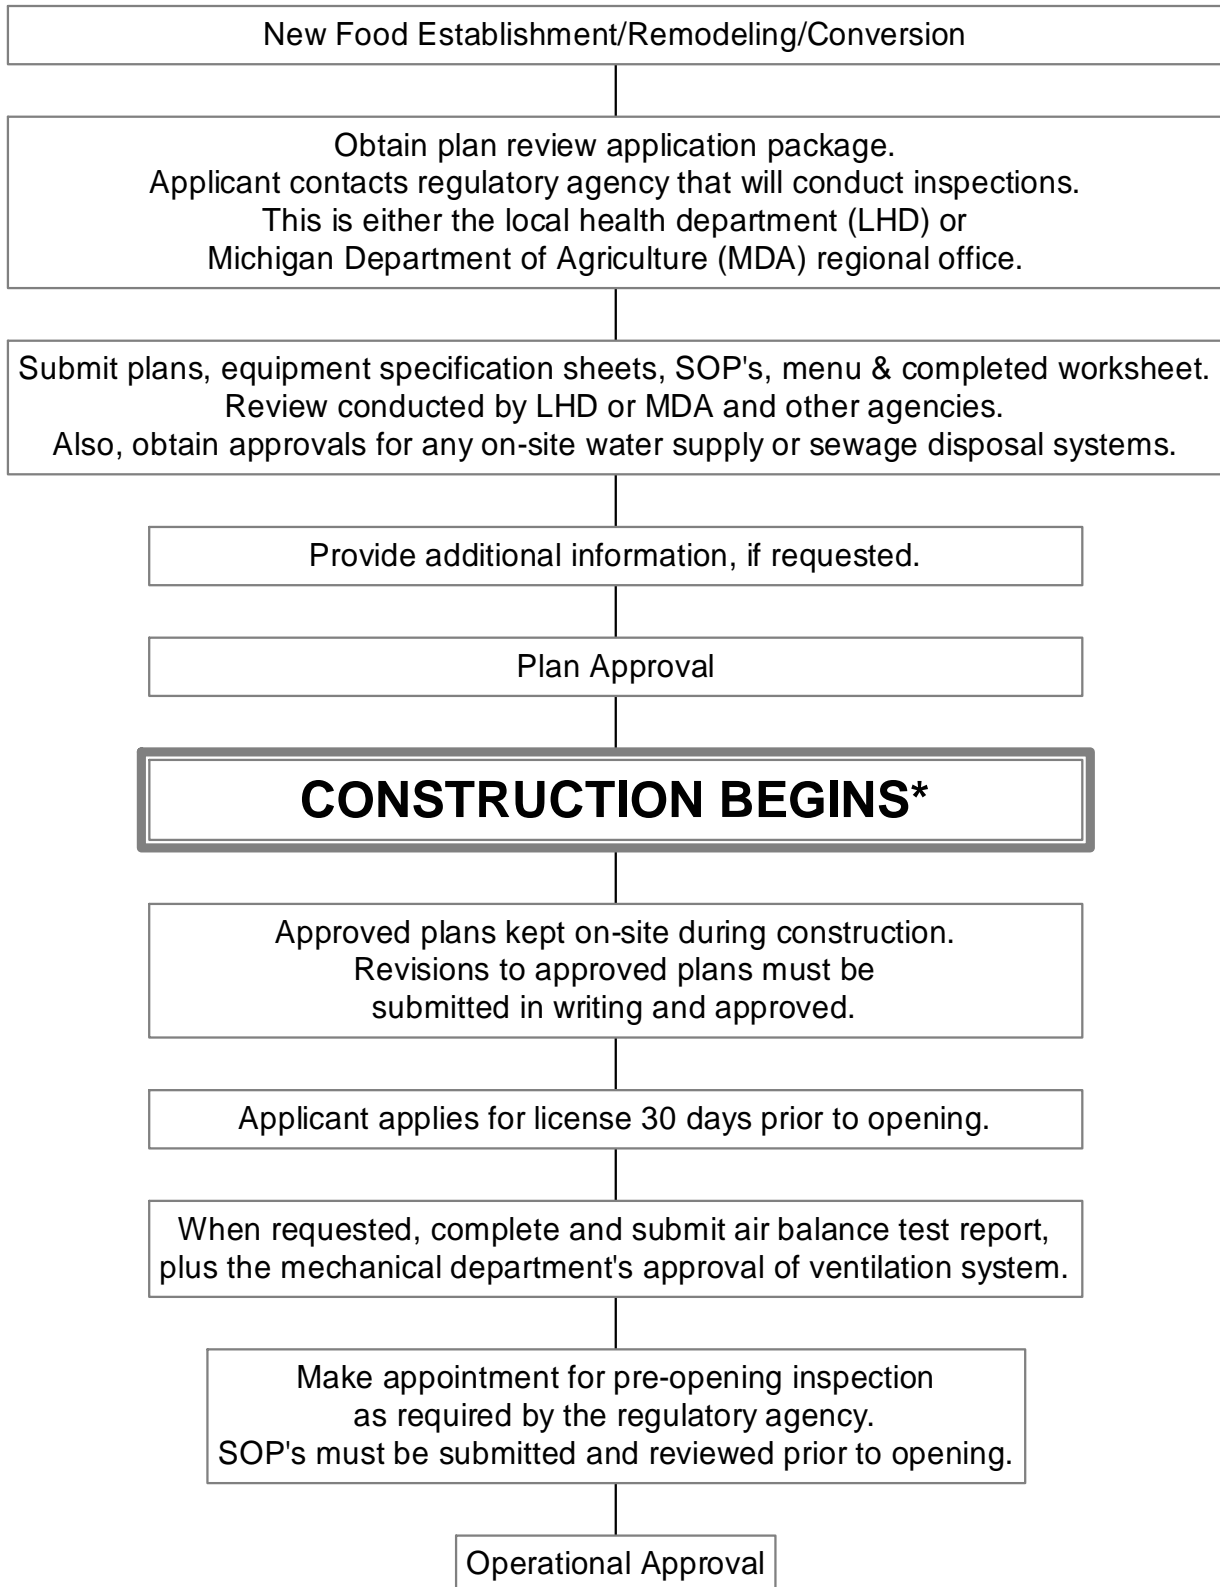 New Food Establishment/Remodeling/Conversion
Obtain plan review application package.
Applicant contacts regulatory agency that will conduct inspections.
This is either the local health department (LHD) or
Michigan Department of Agriculture (MDA) regional office.
Submit plans, equipment specification sheets, SOP's, menu & completed worksheet.
Review conducted by LHD or MDA and other agencies.
Also, obtain approvals for any on-site water supply or sewage disposal systems.
Provide additional information, if requested.
Plan Approval
CONSTRUCTION BEGINS*
Approved plans kept on-site during construction.
Revisions to approved plans must be
submitted in writing and approved.
Applicant applies for license 30 days prior to opening.
When requested, complete and submit air balance test report,
plus the mechanical department's approval of ventilation system.
Make appointment for pre-opening inspection
as required by the regulatory agency.
SOP's must be submitted and reviewed prior to opening.
Operational Approval